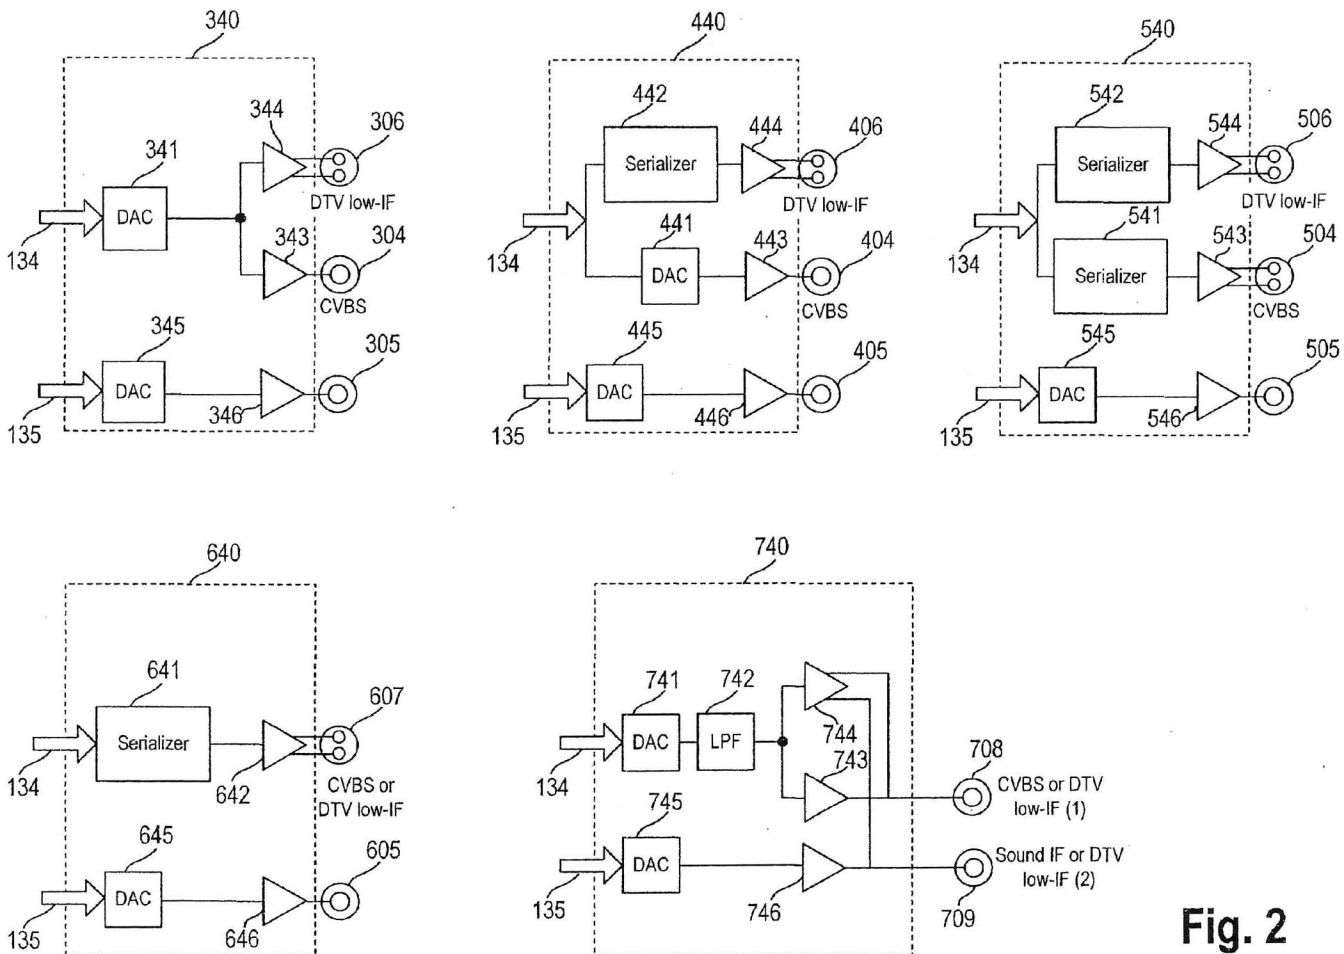 340
344
306
341
DAC
DTV low-IF
134
343
304
CVBS
345
305
DAC
346
135
440
442
444
406
Serializer
DTV low-IF
441
443
404
134
DAC
CVBS
445
405
DAC
446
135
540
542
544
506
Serializer
DTV low-IF
541
543
504
134
Serializer
CVBS
545
505
DAC
546
135
640
641
607
Serializer
134
642
CVBS or
DTV low-IF
645
605
DAC
646
135
740
741
742
DAC
LPF
744
134
743
708
CVBS or DTV
low-IF (1)
745
DAC
Sound IF or DTV
low-IF (2)
135
746
709
Fig. 2